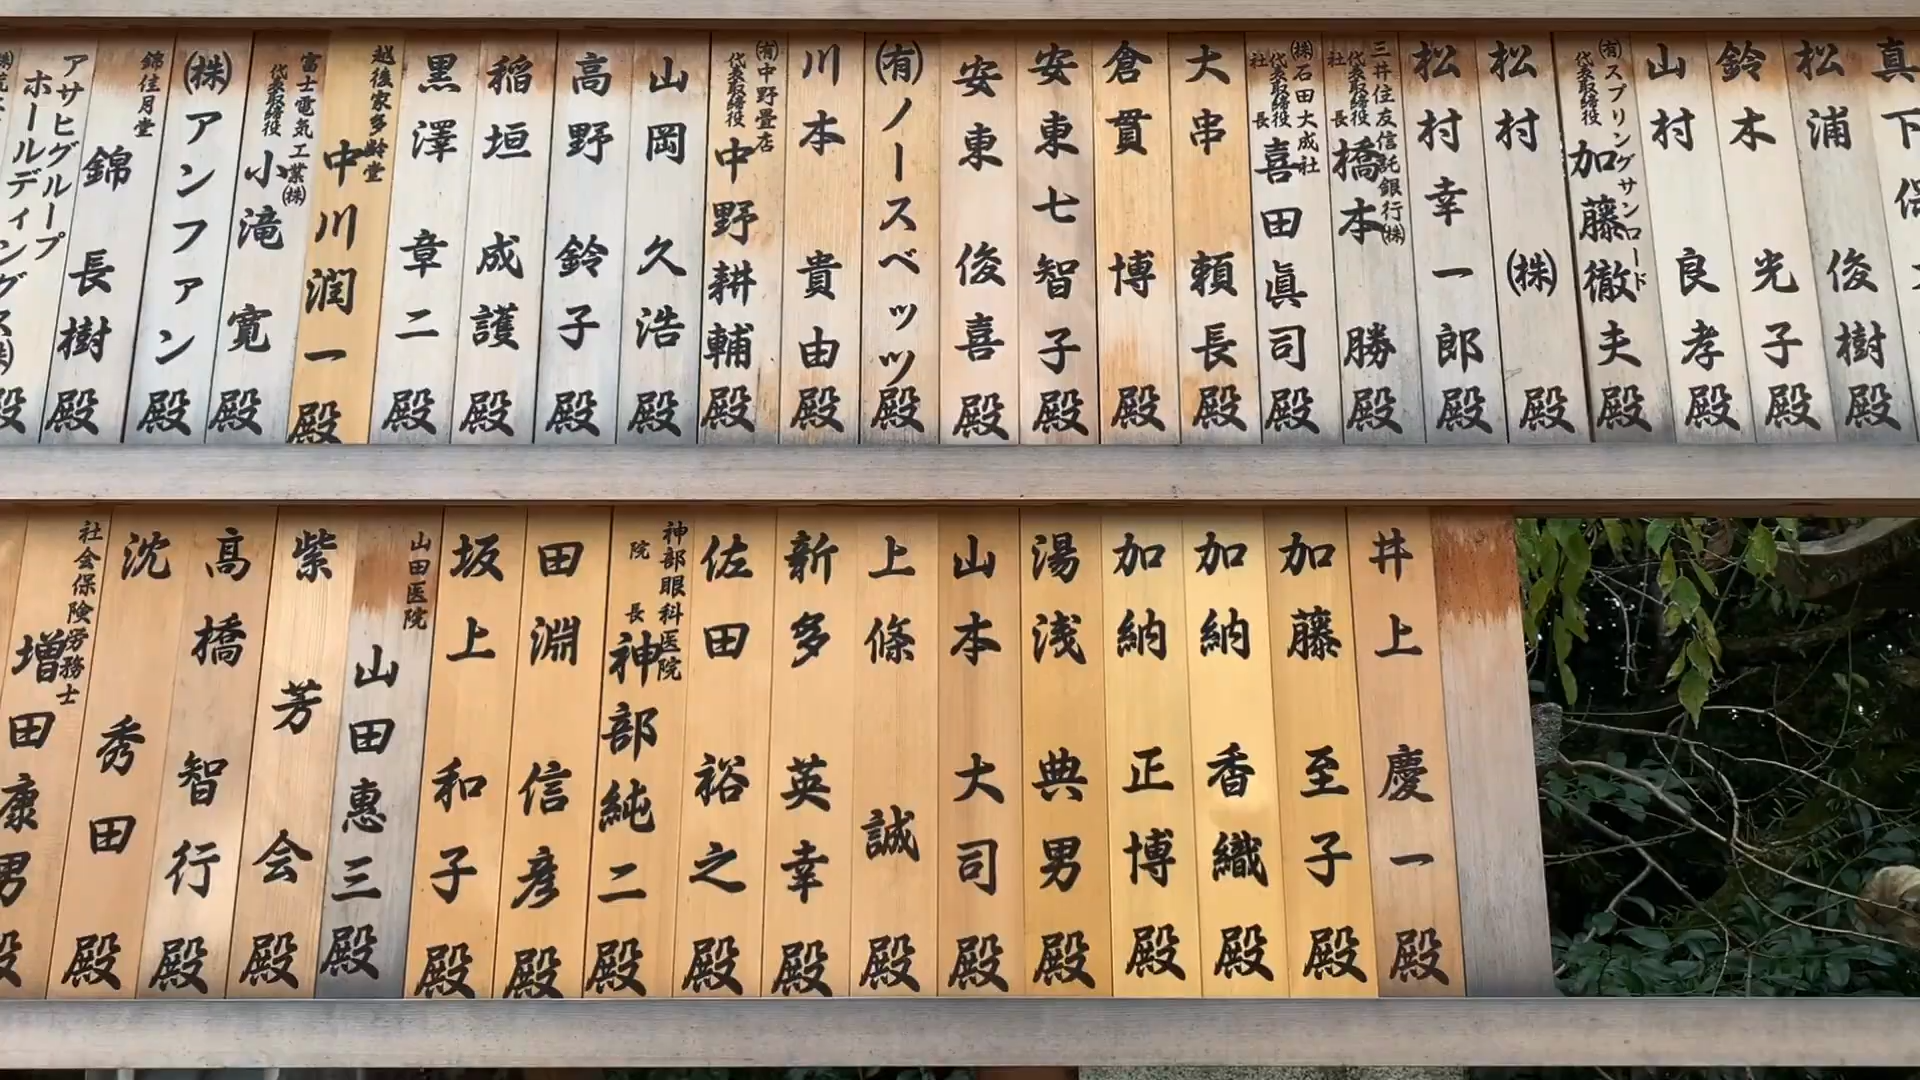 松浦俊樹殿
鈴木光子殿
山村良孝殿
㈲スプリングサンロード
代表取締役加藤徹夫殿
松村㈱殿
松村幸一郎殿
三井住友信託銀行㈱
代表取締役社長橋本勝殿
㈱石田大成社
代表取締役社長喜田眞司殿
大串頼長殿
倉貫博殿
安東七智子殿
安東俊喜殿
㈲ノースベッツ殿
川本貴由殿
㈲中野畳店
代表取締役中野耕輔殿
山岡久浩殿
高野鈴子殿
稲垣成護殿
黒澤章二殿
越後家多齢堂
中川潤一殿
富士電気工業㈱
代表取締役小滝寛殿
㈱アンファン殿
錦佳月堂
錦長樹殿
アサヒグループ
ホールディングス㈱殿
井上慶一殿
加藤至子殿
加納香織殿
加納正博殿
湯浅典男殿
山本大司殿
上條誠殿
新多英幸殿
佐田裕之殿
神部眼科医院
院長神部純二殿
田淵信彦殿
坂上和子殿
山田医院
山田惠三殿
紫芳会殿
高橋智行殿
沈秀田殿
社会保険労務士
増田康男殿